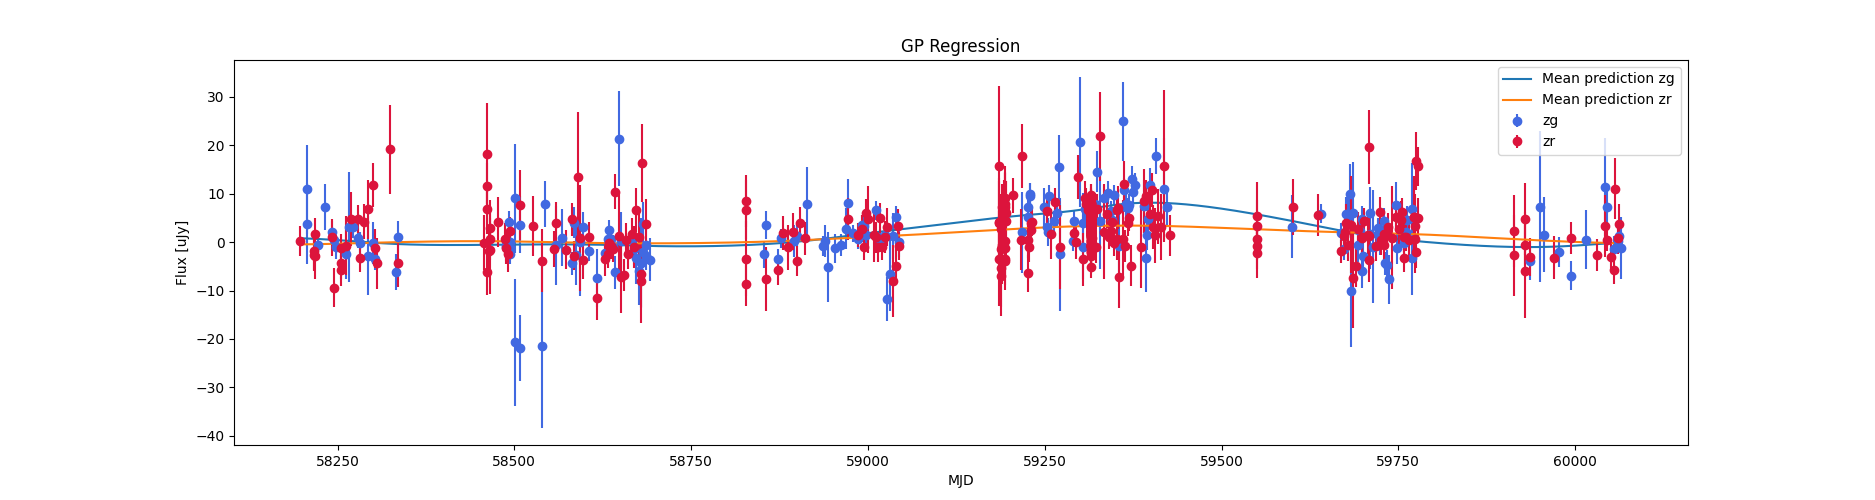 GP Regression
Mean prediction zg
Mean prediction zr
zg
zr
Flux [uJy]
30
20
10
0
−10
−20
−30
−40
58250 58500 58750 59000 59250 59500 59750 60000
MJD